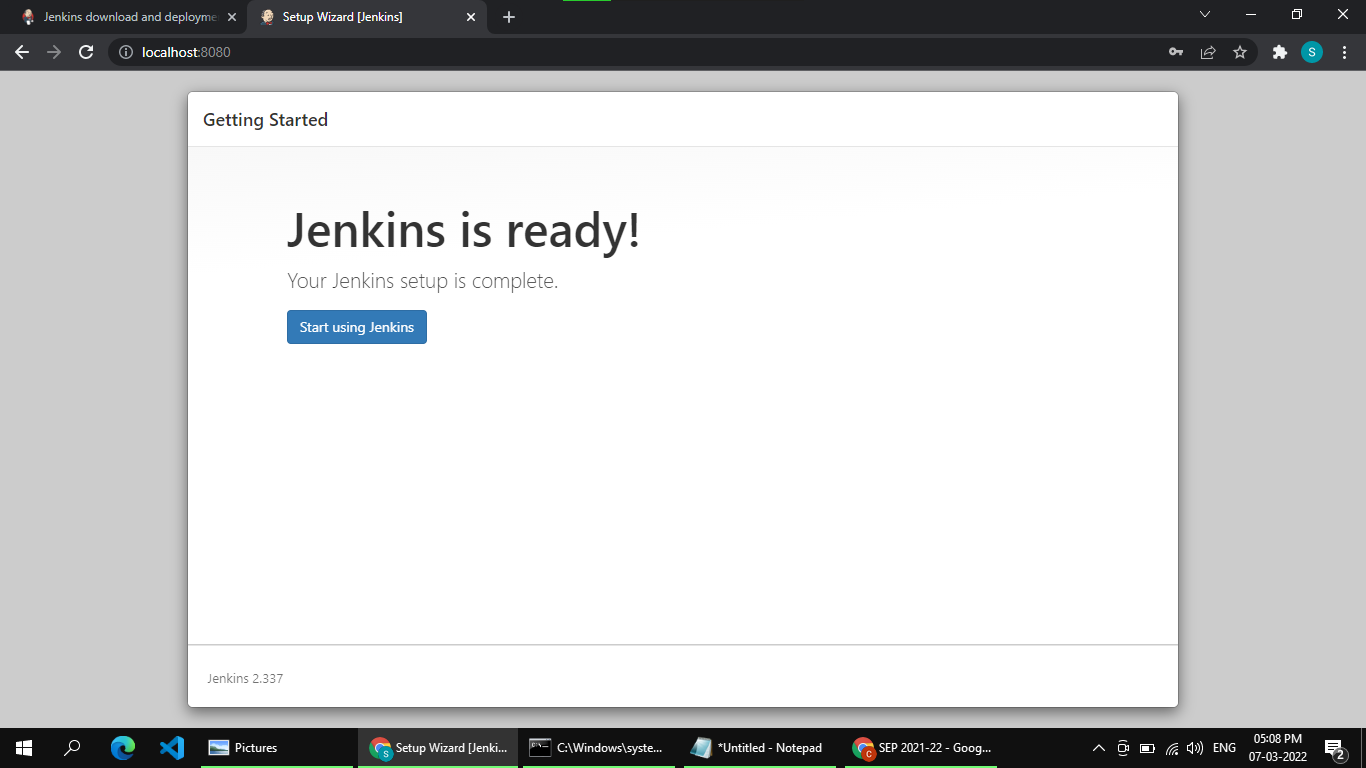 Jenkins download and deployme
Setup Wizard [Jenkins]
localhost:8080
S
Getting Started
Jenkins is ready!
Your Jenkins setup is complete.
Start using Jenkins
Jenkins 2.337
Pictures
S
Setup Wizard [Jenki...
C:\Windows\syste...
*Untitled - Notepad
C
SEP 2021-22 - Goog...
ENG
05:08 PM
07-03-2022
2